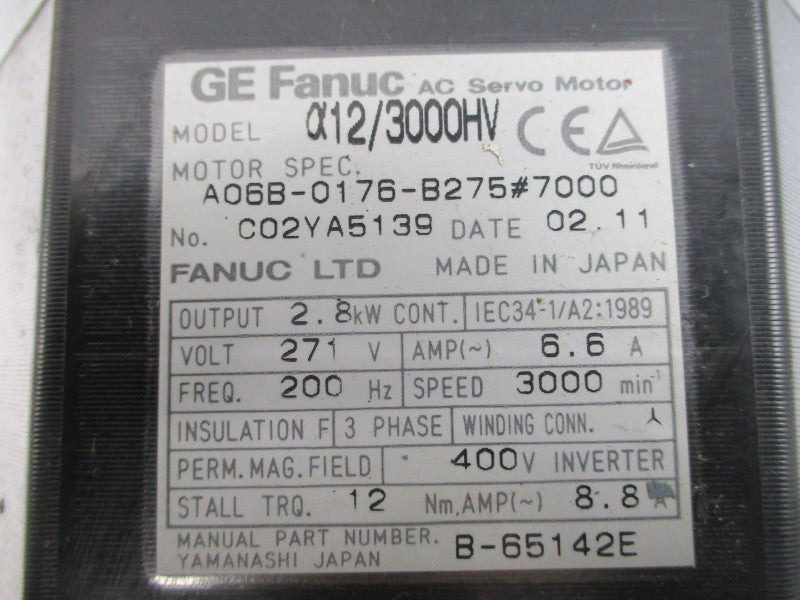 GE Fanuc AC Servo Motor
MODEL α12/3000HV CE
TÜV Rheinland
MOTOR SPEC.
A06B-0176-B275#7000
No. C02YA5139 DATE 02.11
FANUC LTD MADE IN JAPAN
OUTPUT 2.8kW CONT. IEC34-1/A2:1989
VOLT 271 V AMP(~) 6.6 A
FREQ. 200 Hz SPEED 3000 min-1
INSULATION F 3 PHASE WINDING CONN.
PERM.MAG.FIELD 400V INVERTER
STALL TRQ. 12 Nm,AMP(~) 8.8 A
MANUAL PART NUMBER. B-65142E
YAMANASHI JAPAN